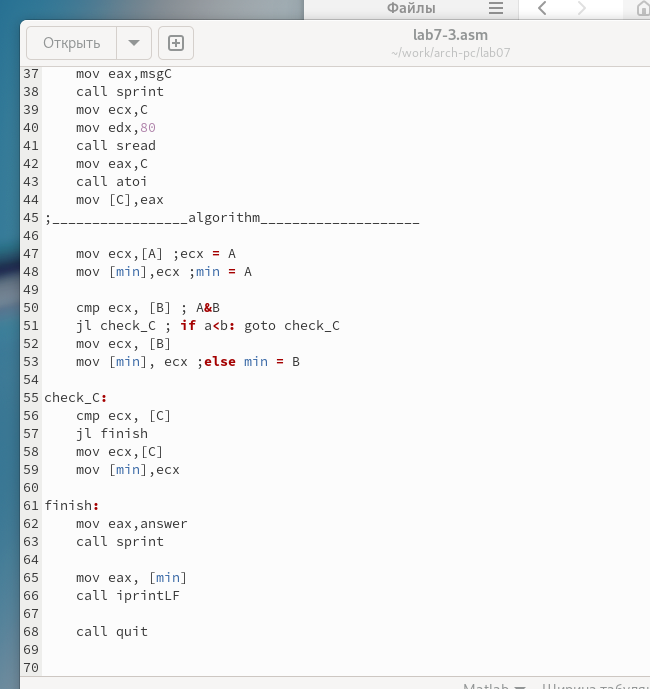 Файлы
Открыть
lab7-3.asm
~/work/arch-pc/lab07
37 mov eax,msgC
38 call sprint
39 mov ecx,C
40 mov edx,80
41 call sread
42 mov eax,C
43 call atoi
44 mov [C],eax
45 ;_________________algorithm____________________
46
47 mov ecx,[A] ;ecx = A
48 mov [min],ecx ;min = A
49
50 cmp ecx, [B] ; A&B
51 jl check_C ; if a<b: goto check_C
52 mov ecx, [B]
53 mov [min], ecx ;else min = B
54
55 check_C:
56 cmp ecx, [C]
57 jl finish
58 mov ecx,[C]
59 mov [min],ecx
60
61 finish:
62 mov eax,answer
63 call sprint
64
65 mov eax, [min]
66 call iprintLF
67
68 call quit
69
70
Matlab Ширина